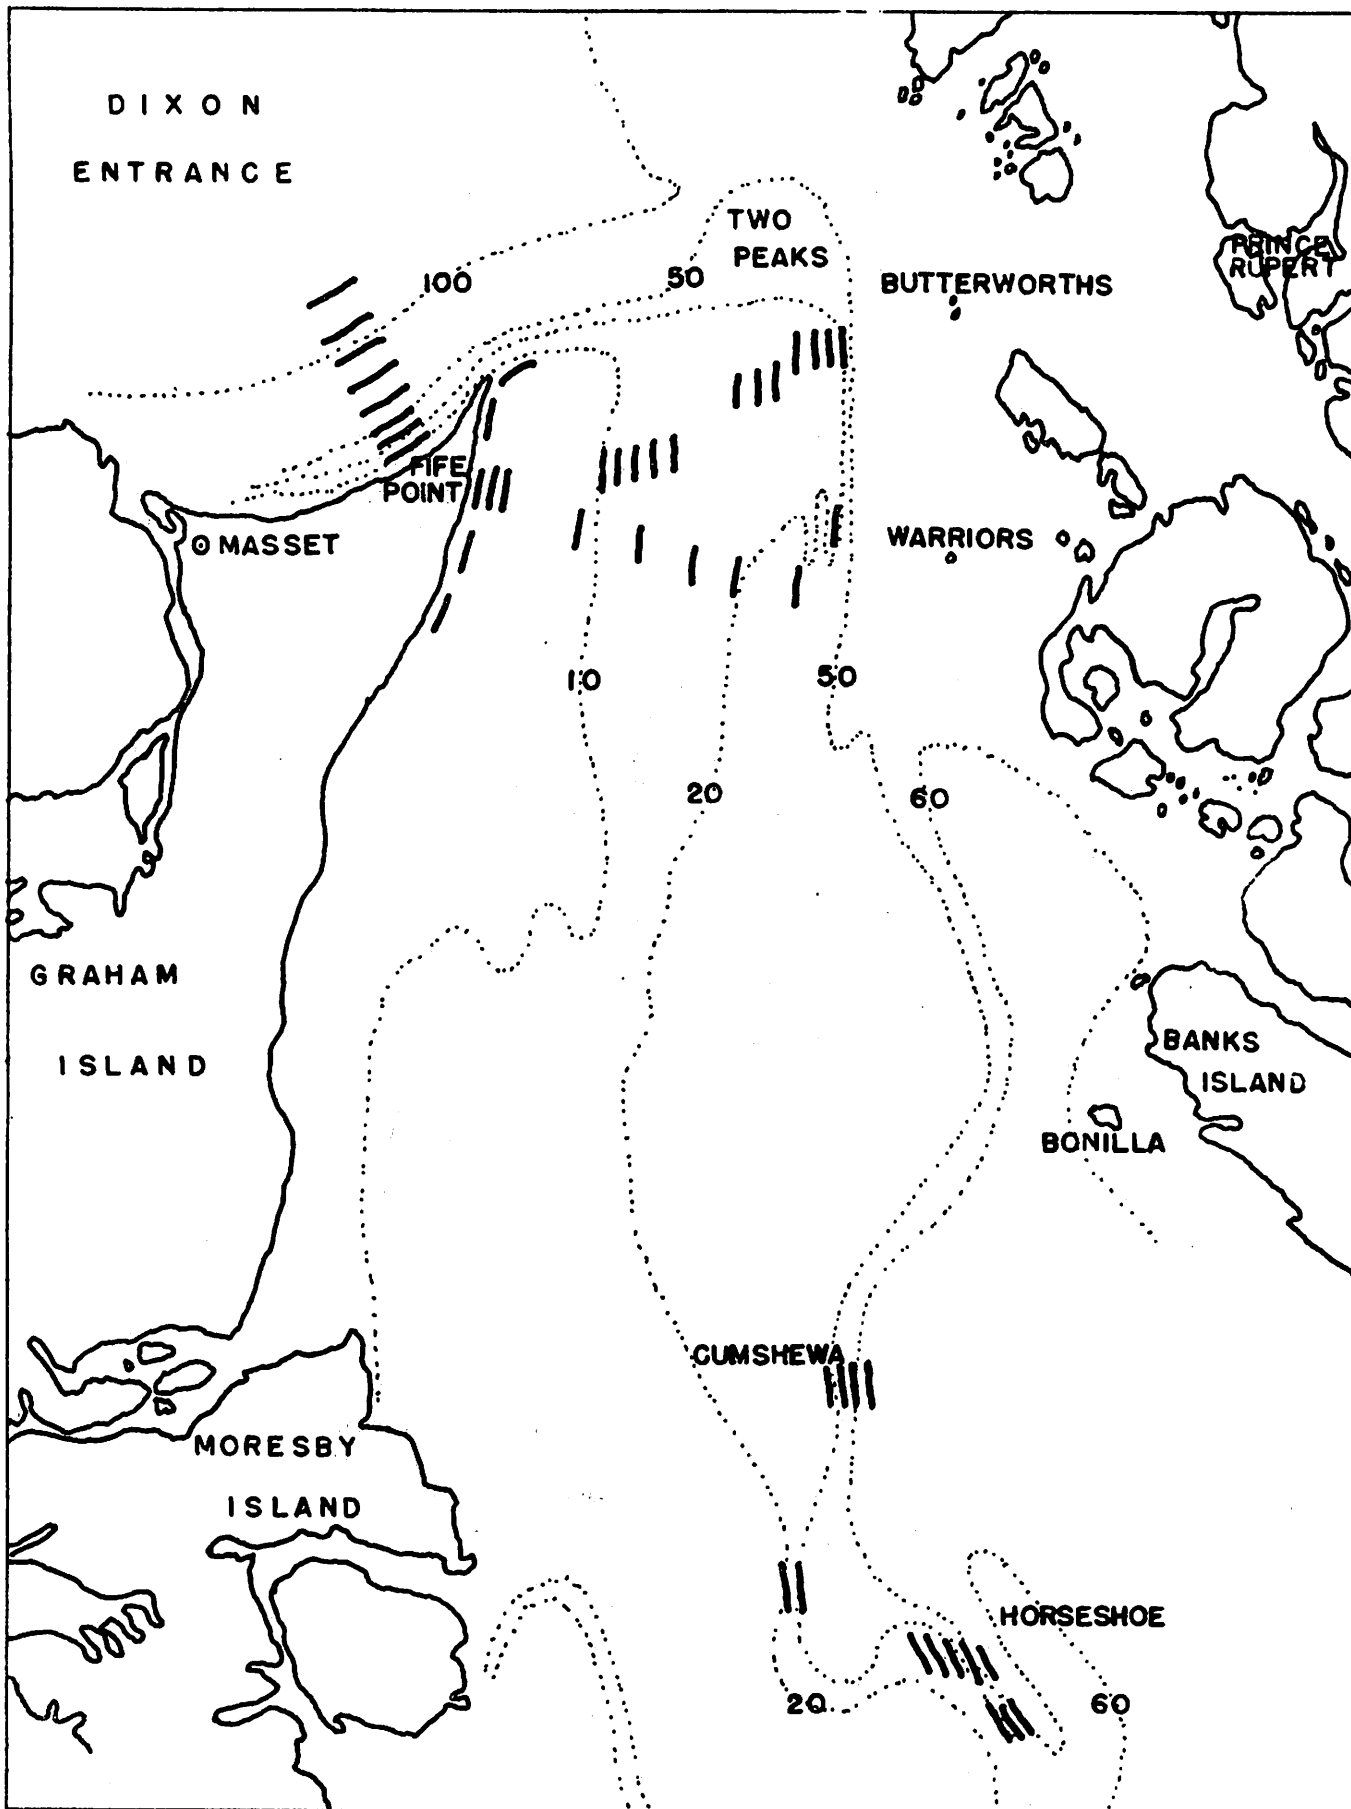 DIXON
ENTRANCE
TWO
PEAKS
PRINCE
RUPERT
100
50
BUTTERWORTHS
FIFE
POINT
MASSET
WARRIORS
10
50
20
60
GRAHAM
ISLAND
BANKS
ISLAND
BONILLA
CUMSHEWA
MORESBY
ISLAND
HORSESHOE
20
60